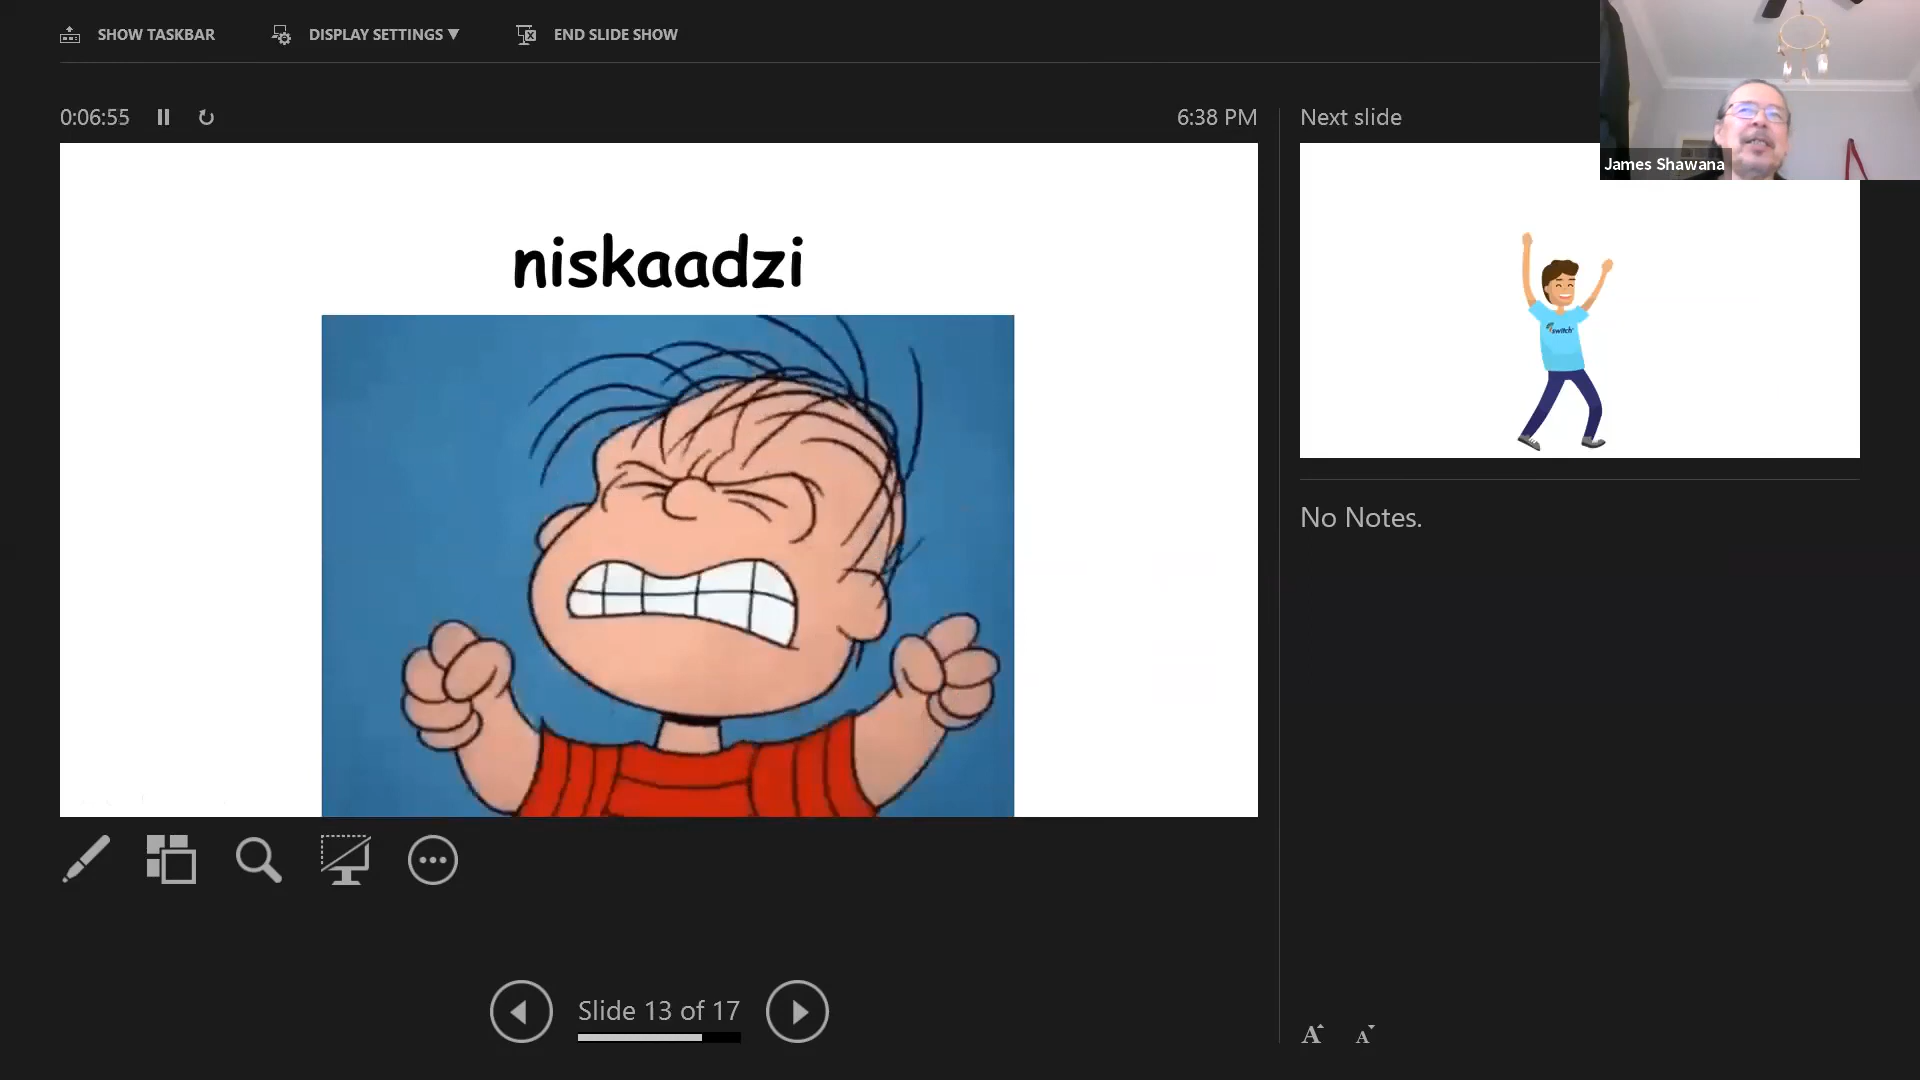 SHOW TASKBAR
DISPLAY SETTINGS ▼
END SLIDE SHOW
0:06:55
6:38 PM
Next slide
James Shawana
niskaadzi
switch
No Notes.
Slide 13 of 17
A A